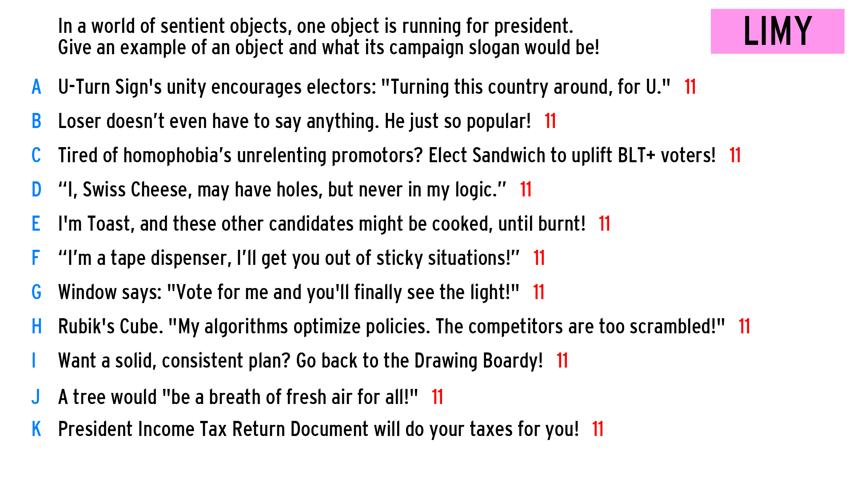 In a world of sentient objects, one object is running for president.
Give an example of an object and what its campaign slogan would be!
LIMY
A U-Turn Sign's unity encourages electors: "Turning this country around, for U." 11
B Loser doesn’t even have to say anything. He just so popular! 11
C Tired of homophobia’s unrelenting promotors? Elect Sandwich to uplift BLT+ voters! 11
D “I, Swiss Cheese, may have holes, but never in my logic.” 11
E I'm Toast, and these other candidates might be cooked, until burnt! 11
F “I’m a tape dispenser, I’ll get you out of sticky situations!” 11
G Window says: "Vote for me and you'll finally see the light!" 11
H Rubik's Cube. "My algorithms optimize policies. The competitors are too scrambled!" 11
I Want a solid, consistent plan? Go back to the Drawing Boardy! 11
J A tree would "be a breath of fresh air for all!" 11
K President Income Tax Return Document will do your taxes for you! 11